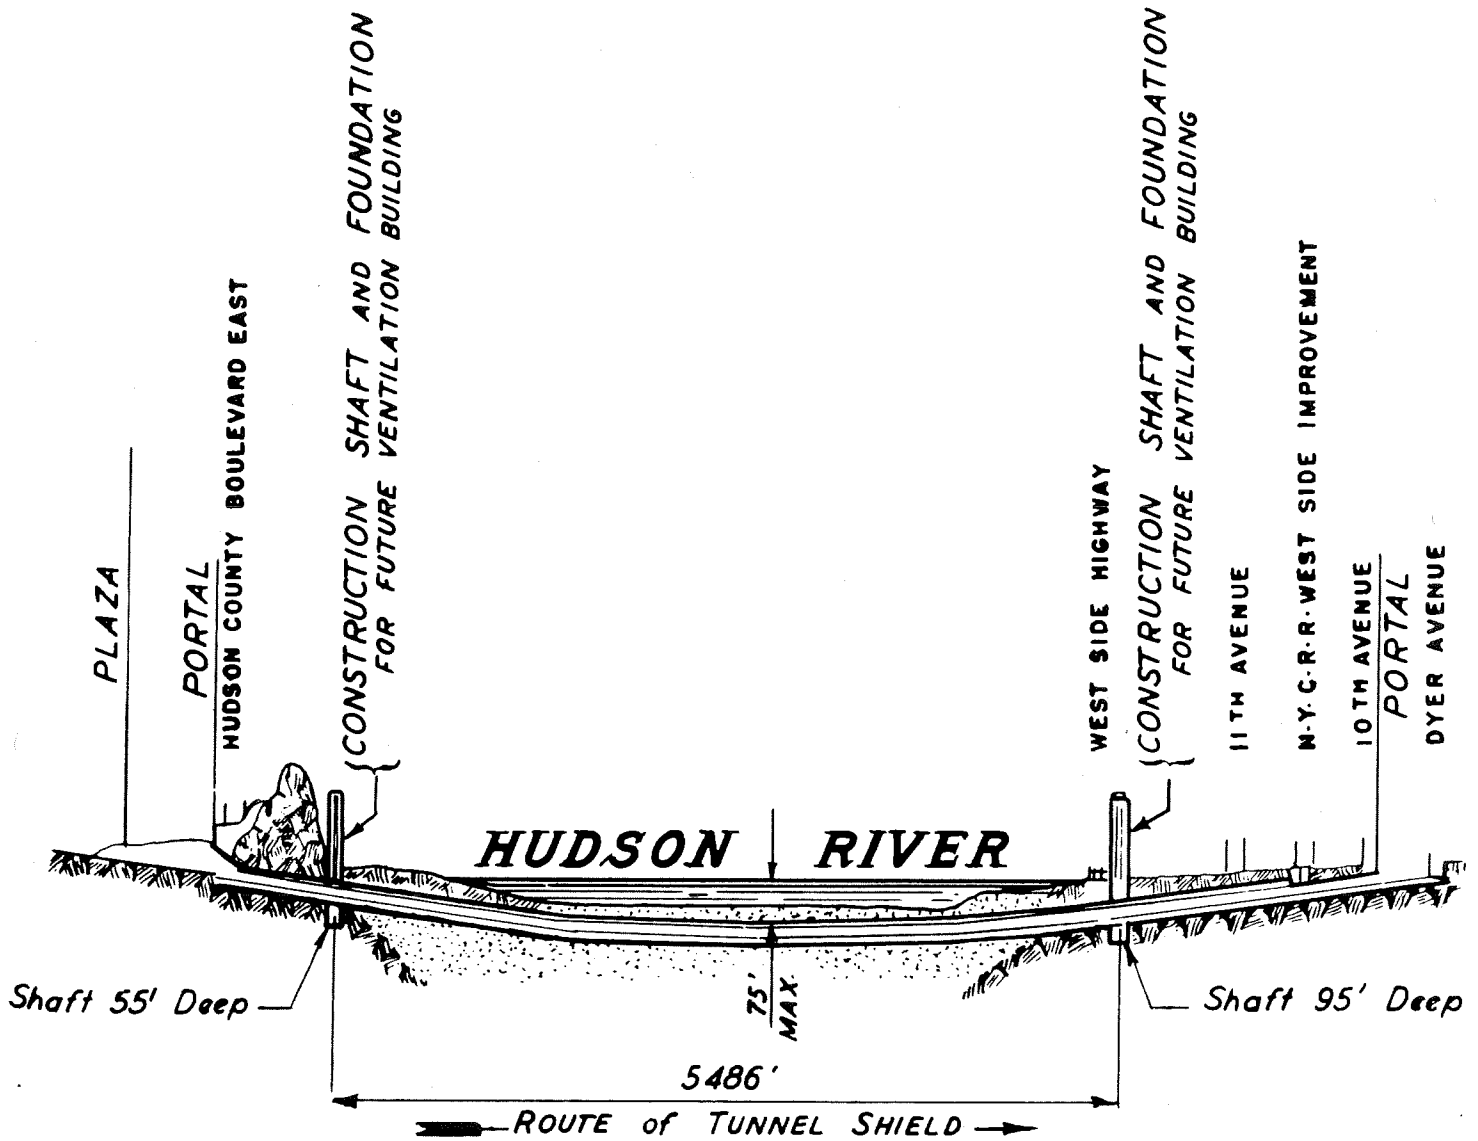 PLAZA
PORTAL
HUDSON COUNTY BOULEVARD EAST
CONSTRUCTION SHAFT AND FOUNDATION
FOR FUTURE VENTILATION BUILDING
WEST SIDE HIGHWAY
CONSTRUCTION SHAFT AND FOUNDATION
FOR FUTURE VENTILATION BUILDING
11TH AVENUE
N.Y.C.R.R. WEST SIDE IMPROVEMENT
10TH AVENUE
PORTAL
DYER AVENUE
HUDSON RIVER
Shaft 55' Deep
75'
MAX.
Shaft 95' Deep
5486'
ROUTE of TUNNEL SHIELD